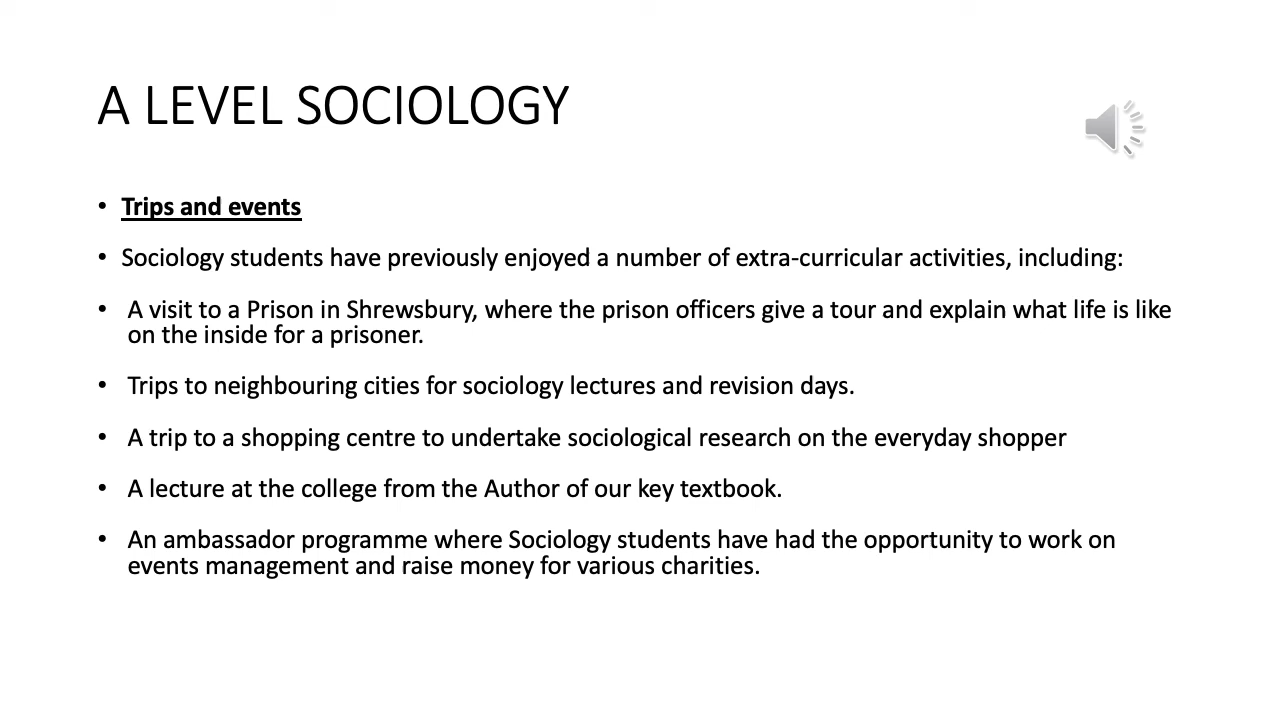 A LEVEL SOCIOLOGY
• Trips and events
• Sociology students have previously enjoyed a number of extra-curricular activities, including:
• A visit to a Prison in Shrewsbury, where the prison officers give a tour and explain what life is like
on the inside for a prisoner.
• Trips to neighbouring cities for sociology lectures and revision days.
• A trip to a shopping centre to undertake sociological research on the everyday shopper
• A lecture at the college from the Author of our key textbook.
• An ambassador programme where Sociology students have had the opportunity to work on
events management and raise money for various charities.